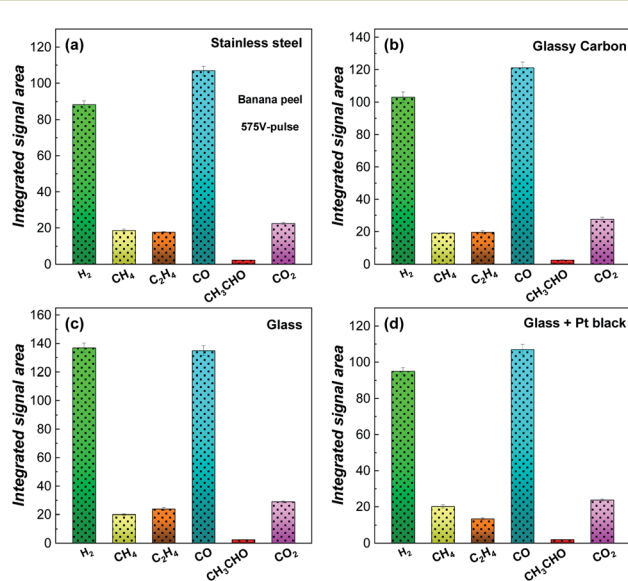 (a)
Stainless steel
Banana peel
575V-pulse
Integrated signal area
120
100
80
60
40
20
0
H₂
CH₄
C₂H₄
CO
CH₃CHO
CO₂
(b)
Glassy Carbon
Integrated signal area
140
120
100
80
60
40
20
0
H₂
CH₄
C₂H₄
CO
CH₃CHO
CO₂
(c)
Glass
Integrated signal area
160
140
120
100
80
60
40
20
0
H₂
CH₄
C₂H₄
CO
CH₃CHO
CO₂
(d)
Glass + Pt black
Integrated signal area
120
100
80
60
40
20
0
H₂
CH₄
C₂H₄
CO
CH₃CHO
CO₂